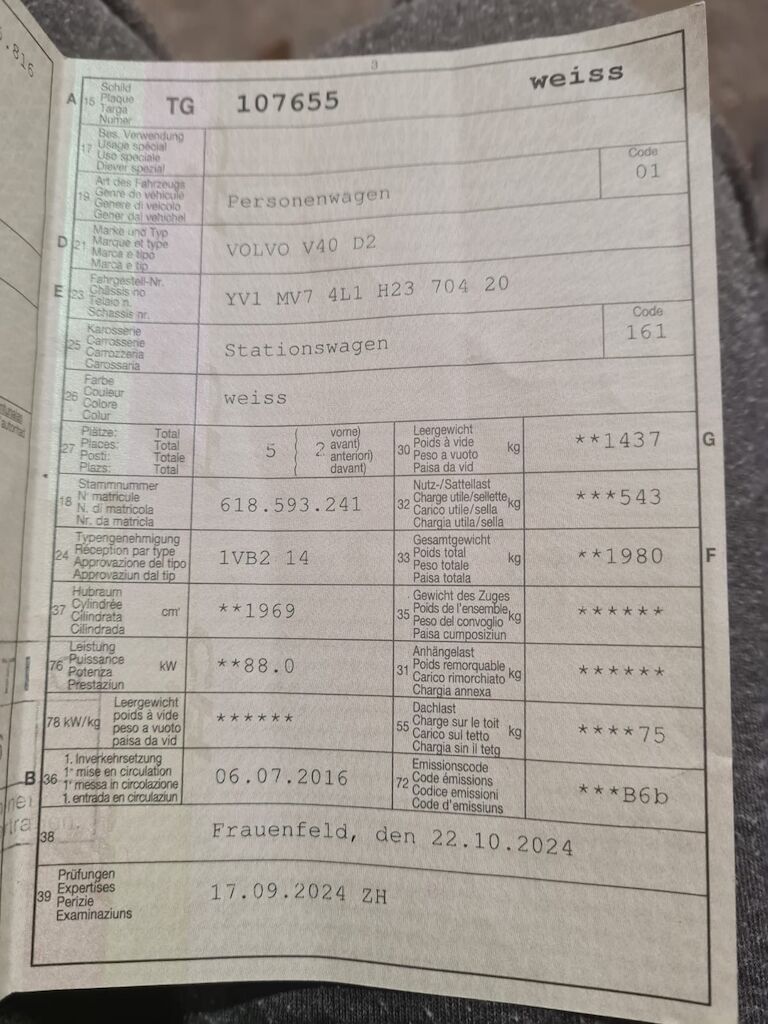 .816
3
A 15 Schild
Plaque
Targa
Numer
TG 107655 weiss
17 Bes. Verwendung
Usage spécial
Uso speciale
Diever spezial
19 Art des Fahrzeugs
Genre de véhicule
Genere di veicolo
Gener dal vehichel
Personenwagen
Code
01
D 21 Marke und Typ
Marque et type
Marca e tipo
Marca e tip
VOLVO V40 D2
E 23 Fahrgestell-Nr.
Châssis no
Telaio n.
Schassis nr.
YV1 MV7 4L1 H23 704 20
25 Karosserie
Carrosserie
Carrozzeria
Carossaria
Stationswagen
Code
161
26 Farbe
Couleur
Colore
Colur
weiss
27 Plätze: Total
Places: Total
Posti: Totale
Plazs: Total
5 ( 2 vorne)
avant)
anteriori)
davant)
30 Leergewicht
Poids à vide
Peso a vuoto
Paisa da vid
kg **1437 G
18 Stammnummer
N matricule
N. di matricola
Nr. da matricla
618.593.241
32 Nutz-/Sattellast
Charge utile/sellette
Carico utile/sella
Chargia utila/sella
kg ***543
24 Typengenehmigung
Réception par type
Approvazione del tipo
Approvaziun dal tip
1VB2 14
33 Gesamtgewicht
Poids total
Peso totale
Paisa totala
kg **1980 F
37 Hubraum
Cylindrée
Cilindrata
Cilindrada
cm³ **1969
35 Gewicht des Zuges
Poids de l'ensemble
Peso del convoglio
Paisa cumposiziun
kg ******
76 Leistung
Puissance
Potenza
Prestaziun
kW **88.0
31 Anhängelast
Poids remorquable
Carico rimorchiato
Chargia annexa
kg ******
78 kW/kg Leergewicht
poids à vide
peso a vuoto
paisa da vid
******
55 Dachlast
Charge sur le toit
Carico sul tetto
Chargia sin il tetg
kg ****75
B 36 1. Inverkehrsetzung
1ᵉ mise en circulation
1ᵃ messa in circolazione
1. entrada en circulaziun
06.07.2016
72 Emissionscode
Code émissions
Codice emissioni
Code d'emissiuns
***B6b
38 Frauenfeld, den 22.10.2024
39 Prüfungen
Expertises
Perizie
Examinaziuns
17.09.2024 ZH